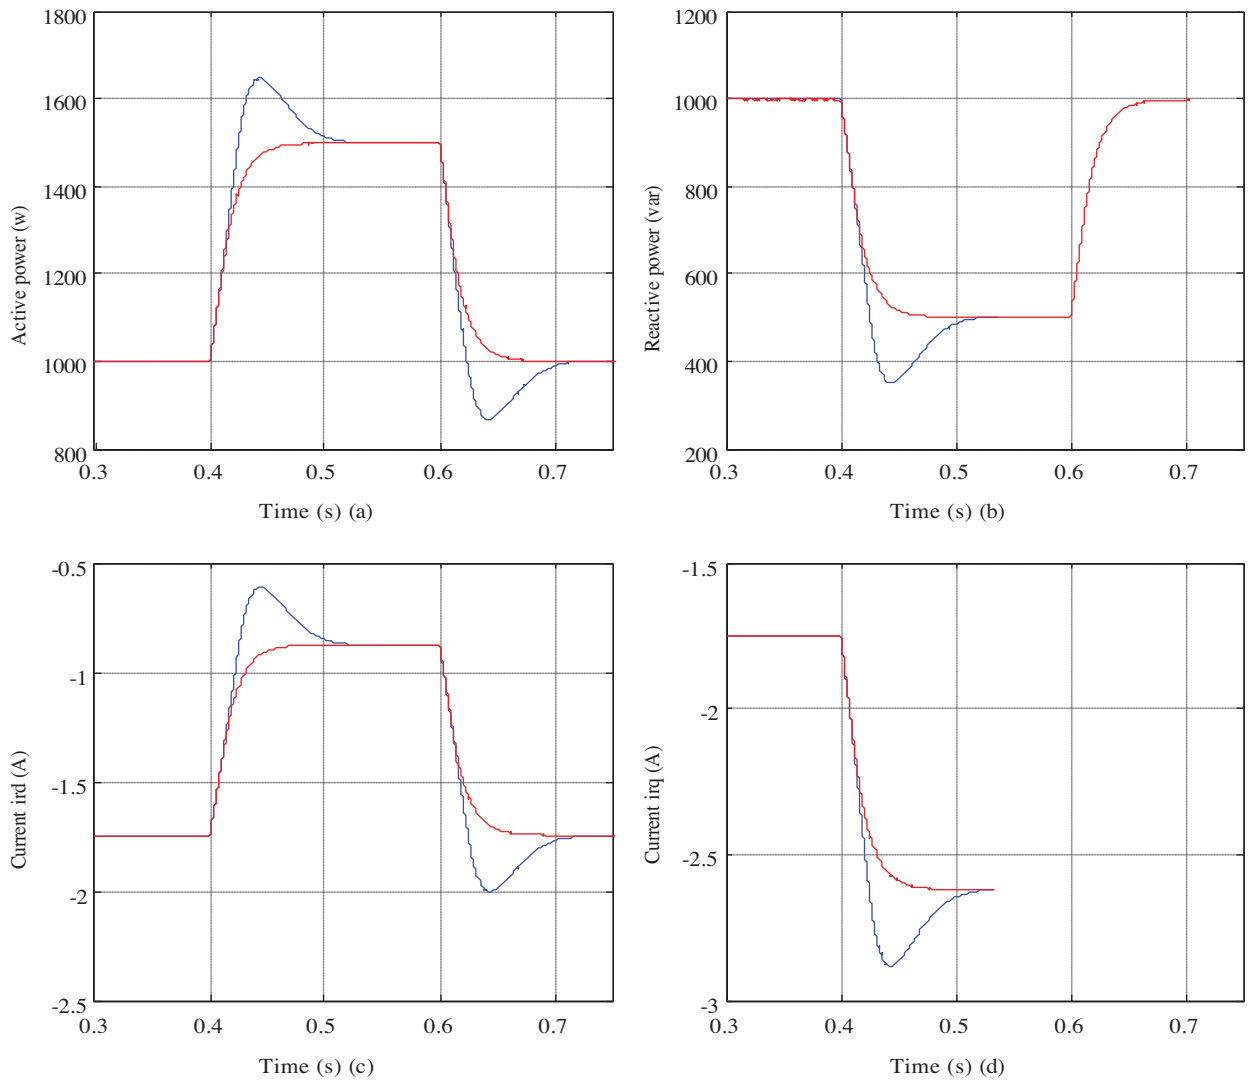 1800
1600
1400
1200
1000
800
Active power (w)
0.3 0.4 0.5 0.6 0.7
Time (s) (a)
1200
1000
800
600
400
200
Reactive power (var)
0.3 0.4 0.5 0.6 0.7
Time (s) (b)
-0.5
-1
-1.5
-2
-2.5
Current ird (A)
0.3 0.4 0.5 0.6 0.7
Time (s) (c)
-1.5
-2
-2.5
-3
Current irq (A)
0.3 0.4 0.5 0.6 0.7
Time (s) (d)